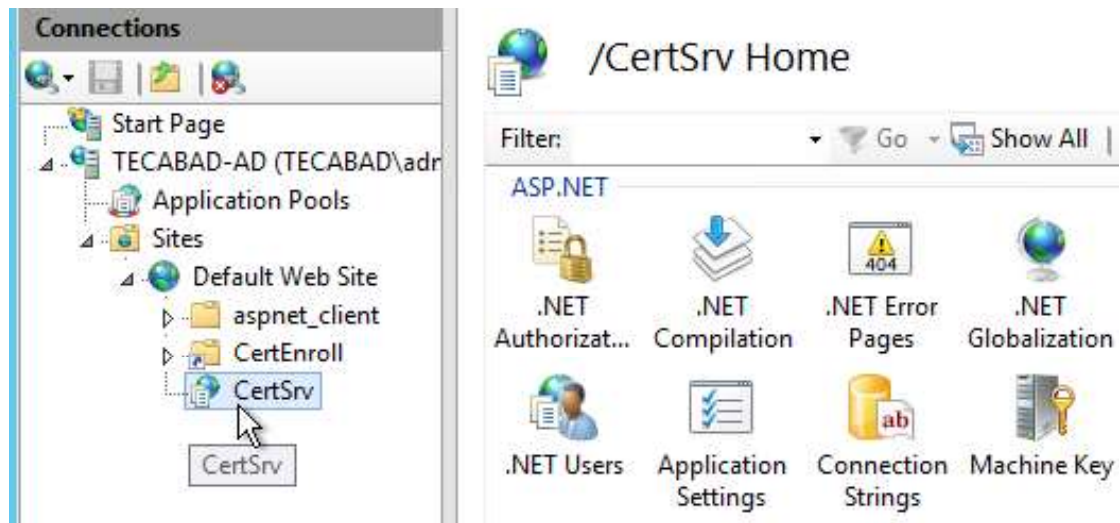 Connections
Start Page
TECABAD-AD (TECABAD\adr
Application Pools
Sites
Default Web Site
aspnet_client
CertEnroll
CertSrv
CertSrv
/CertSrv Home
Filter: Go Show All
ASP.NET
.NET Authorizat...
.NET Compilation
.NET Error Pages
404
.NET Globalization
.NET Users
Application Settings
Connection Strings
ab
Machine Key